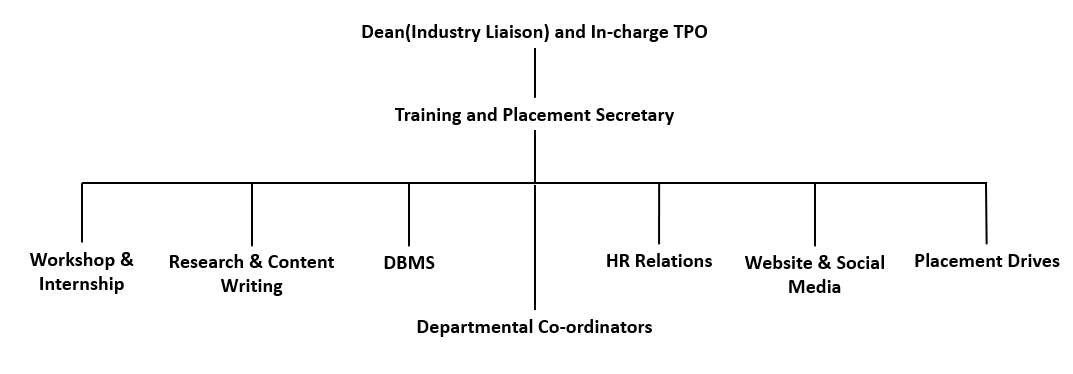 Dean(Industry Liaison) and In-charge TPO
Training and Placement Secretary
Workshop &
Internship
Research & Content
Writing
DBMS
HR Relations
Website & Social
Media
Placement Drives
Departmental Co-ordinators